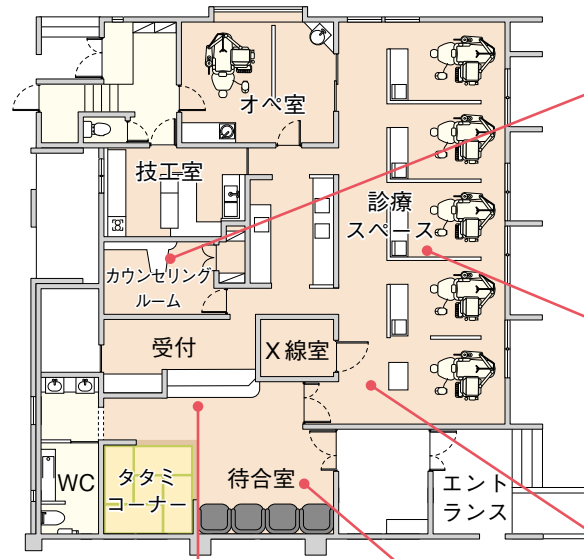 オペ室
技工室
診療
スペース
カウンセリング
ルーム
受付
X線室
WC
タタミ
コーナー
待合室
エント
ランス